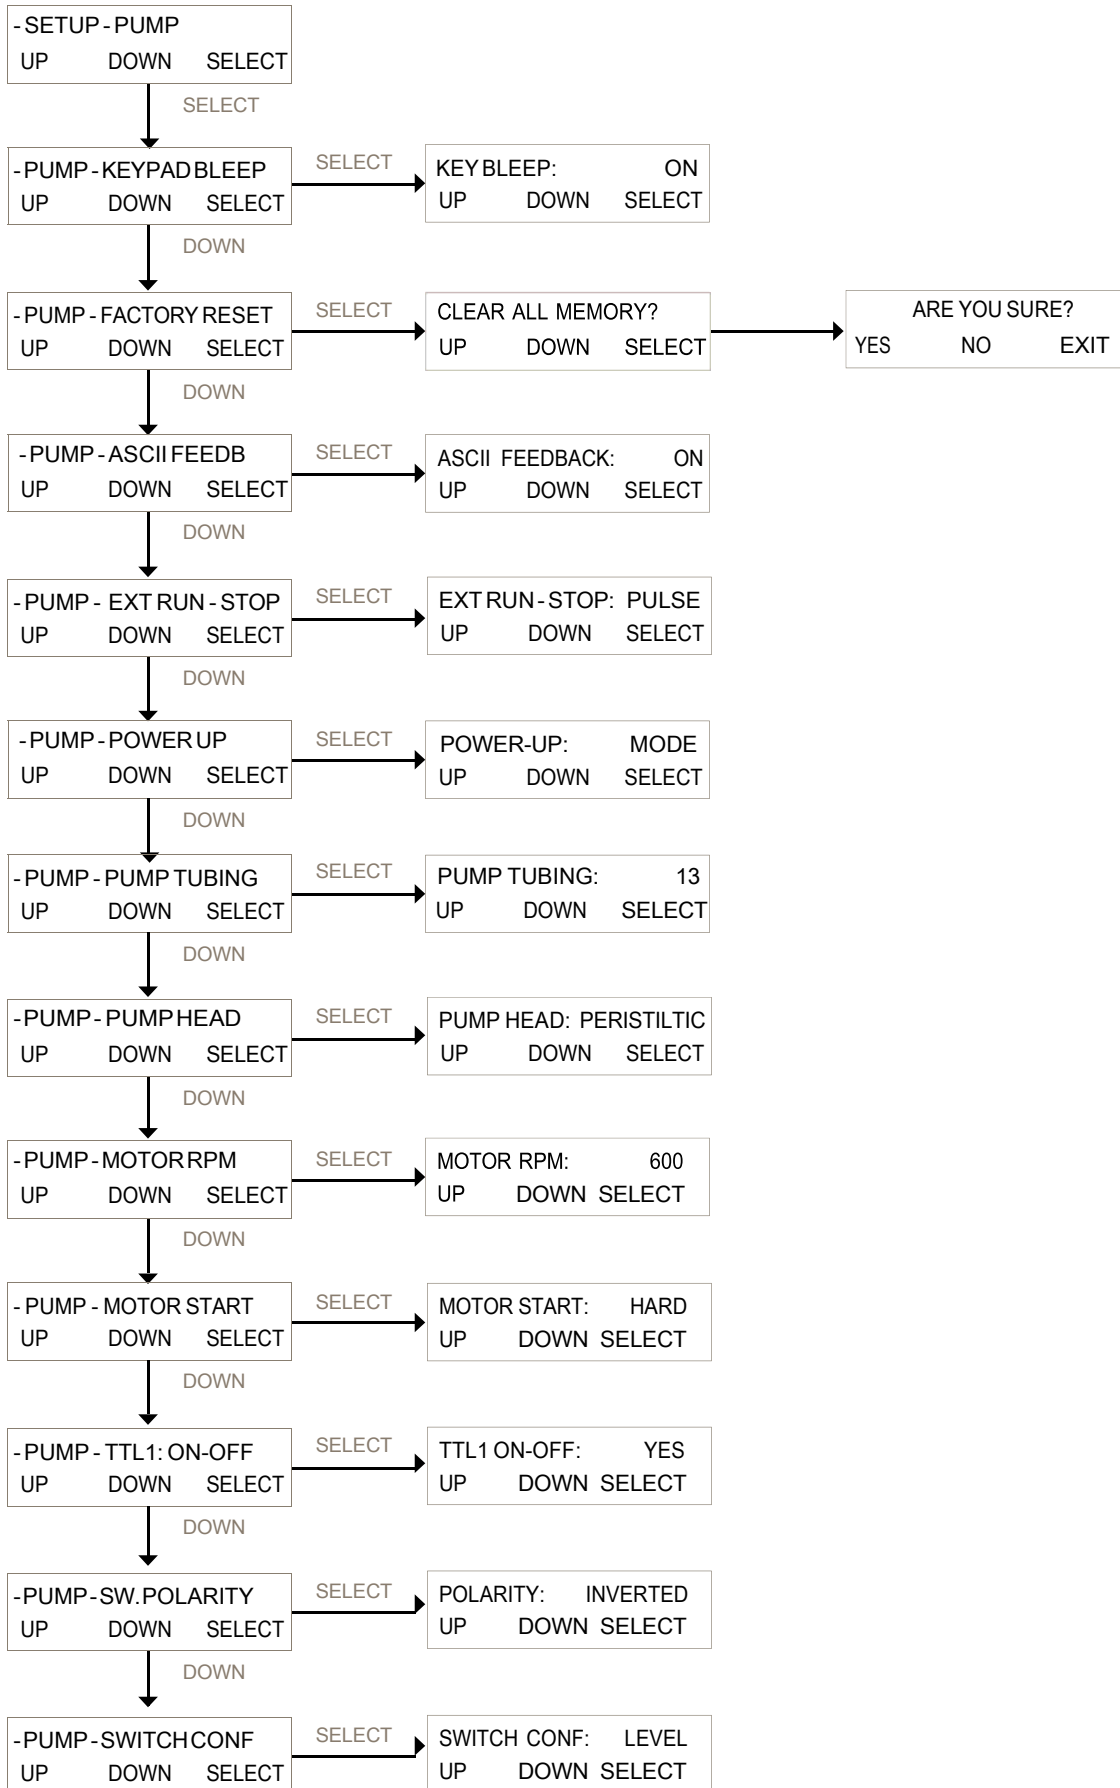 -SETUP-PUMP
UP DOWN SELECT
SELECT
-PUMP-KEYPAD BLEEP
UP DOWN SELECT
SELECT
KEY BLEEP: ON
UP DOWN SELECT
DOWN
-PUMP-FACTORY RESET
UP DOWN SELECT
SELECT
CLEAR ALL MEMORY?
UP DOWN SELECT
ARE YOU SURE?
YES NO EXIT
DOWN
-PUMP-ASCII FEEDB
UP DOWN SELECT
SELECT
ASCII FEEDBACK: ON
UP DOWN SELECT
DOWN
-PUMP- EXT RUN-STOP
UP DOWN SELECT
SELECT
EXT RUN-STOP: PULSE
UP DOWN SELECT
DOWN
-PUMP-POWER UP
UP DOWN SELECT
SELECT
POWER-UP: MODE
UP DOWN SELECT
DOWN
-PUMP-PUMP TUBING
UP DOWN SELECT
SELECT
PUMP TUBING: 13
UP DOWN SELECT
DOWN
-PUMP-PUMP HEAD
UP DOWN SELECT
SELECT
PUMP HEAD: PERISTILTIC
UP DOWN SELECT
DOWN
-PUMP-MOTOR RPM
UP DOWN SELECT
SELECT
MOTOR RPM: 600
UP DOWN SELECT
DOWN
-PUMP-MOTOR START
UP DOWN SELECT
SELECT
MOTOR START: HARD
UP DOWN SELECT
DOWN
-PUMP-TTL1: ON-OFF
UP DOWN SELECT
SELECT
TTL1 ON-OFF: YES
UP DOWN SELECT
DOWN
-PUMP-SW.POLARITY
UP DOWN SELECT
SELECT
POLARITY: INVERTED
UP DOWN SELECT
DOWN
-PUMP-SWITCH CONF
UP DOWN SELECT
SELECT
SWITCH CONF: LEVEL
UP DOWN SELECT